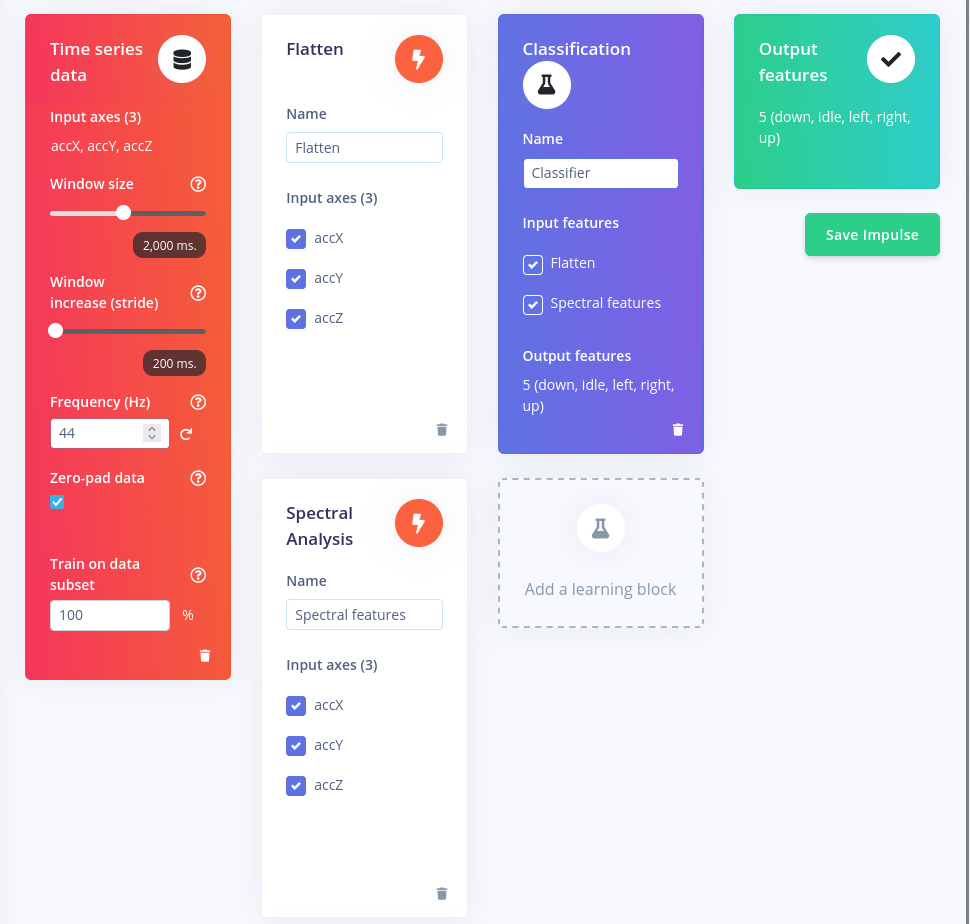 Time series
data
Input axes (3)
accX, accY, accZ
Window size
2,000 ms.
Window
increase (stride)
200 ms.
Frequency (Hz)
44
Zero-pad data
Train on data
subset
100 %
Flatten
Name
Flatten
Input axes (3)
accX
accY
accZ
Spectral
Analysis
Name
Spectral features
Input axes (3)
accX
accY
accZ
Classification
Name
Classifier
Input features
Flatten
Spectral features
Output features
5 (down, idle, left, right,
up)
Add a learning block
Output
features
5 (down, idle, left, right,
up)
Save Impulse